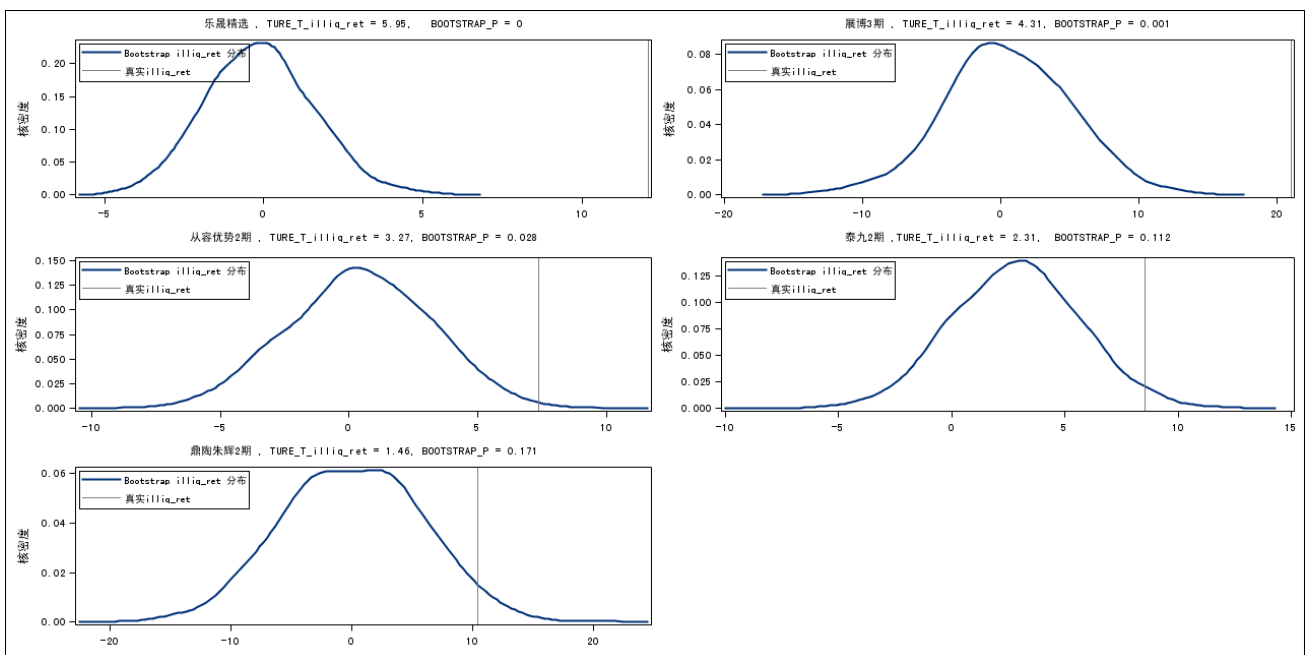 乐晟精选 , TURE_T_illiq_ret = 5.95, BOOTSTRAP_P = 0
Bootstrap illiq_ret 分布
真实illiq_ret
核密度
0.20
0.15
0.10
0.05
0.00
-5 0 5 10
展博3期 , TURE_T_illiq_ret = 4.31, BOOTSTRAP_P = 0.001
Bootstrap illiq_ret 分布
真实illiq_ret
核密度
0.08
0.06
0.04
0.02
0.00
-20 -10 0 10 20
从容优势2期 , TURE_T_illiq_ret = 3.27, BOOTSTRAP_P = 0.028
Bootstrap illiq_ret 分布
真实illiq_ret
核密度
0.150
0.125
0.100
0.075
0.050
0.025
0.000
-10 -5 0 5 10
泰九2期 ,TURE_T_illiq_ret = 2.31, BOOTSTRAP_P = 0.112
Bootstrap illiq_ret 分布
真实illiq_ret
核密度
0.125
0.100
0.075
0.050
0.025
0.000
-10 -5 0 5 10 15
鼎陶朱辉2期 , TURE_T_illiq_ret = 1.46, BOOTSTRAP_P = 0.171
Bootstrap illiq_ret 分布
真实illiq_ret
核密度
0.06
0.04
0.02
0.00
-20 -10 0 10 20